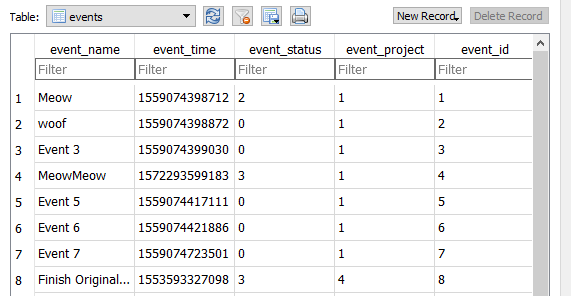 Table: events New Record Delete Record
event_name event_time event_status event_project event_id
Filter Filter Filter Filter Filter
1 Meow 1559074398712 2 1 1
2 woof 1559074398872 0 1 2
3 Event 3 1559074399030 0 1 3
4 MeowMeow 1572293599183 3 1 4
5 Event 5 1559074417111 0 1 5
6 Event 6 1559074421886 0 1 6
7 Event 7 1559074723501 0 1 7
8 Finish Original... 1553593327098 3 4 8